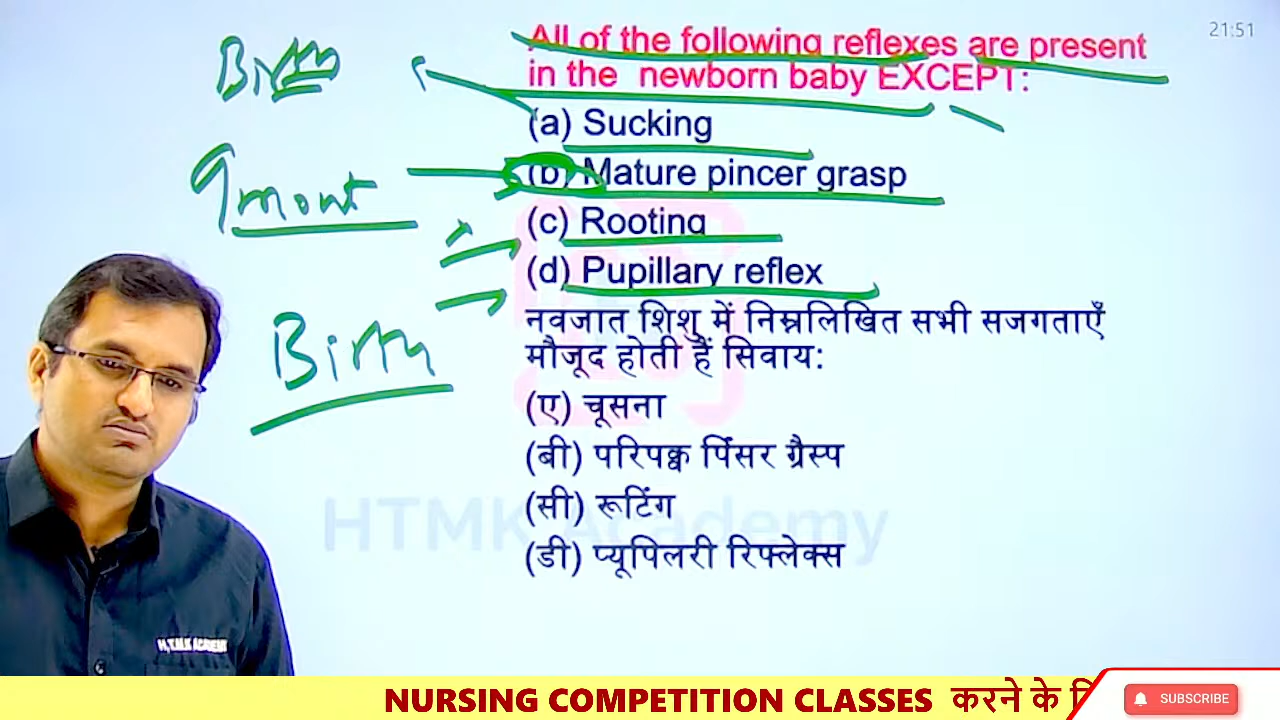 21:51
All of the following reflexes are present
in the newborn baby EXCEPT:
(a) Sucking
(b) Mature pincer grasp
(c) Rooting
(d) Pupillary reflex
नवजात शिशु में निम्नलिखित सभी सजगताएँ
मौजूद होती हैं सिवाय:
(ए) चूसना
(बी) परिपक्व पिंसर ग्रैस्प
(सी) रूटिंग
(डी) प्यूपिलरी रिफ्लेक्स
Birth
9 mont
Birth
HTMK Academy
H.T.M.K ACADEMY
NURSING COMPETITION CLASSES करने के
SUBSCRIBE